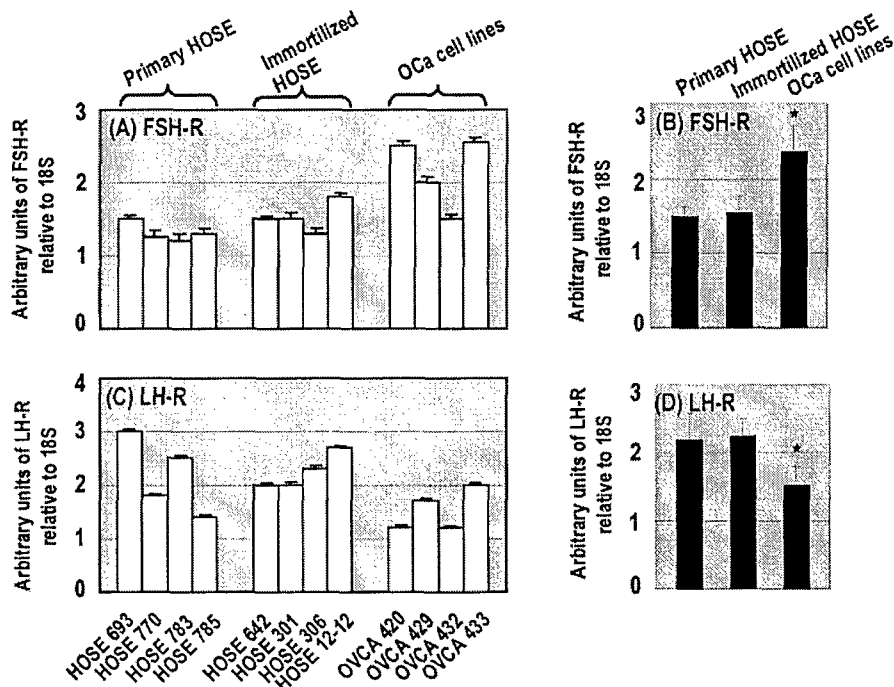 Primary HOSE
Immortilized
HOSE
OCa cell lines
Primary HOSE
Immortilized HOSE
OCa cell lines
(A) FSH-R
Arbitrary units of FSH-R
relative to 18S
3
2
1
0
(B) FSH-R
Arbitrary units of FSH-R
relative to 18S
3
2
1
0
*
(C) LH-R
Arbitrary units of LH-R
relative to 18S
4
3
2
1
0
HOSE 693
HOSE 770
HOSE 783
HOSE 785
HOSE 642
HOSE 301
HOSE 306
HOSE 12-12
OVCA 420
OVCA 429
OVCA 432
OVCA 433
(D) LH-R
Arbitrary units of LH-R
relative to 18S
3
2
1
0
*